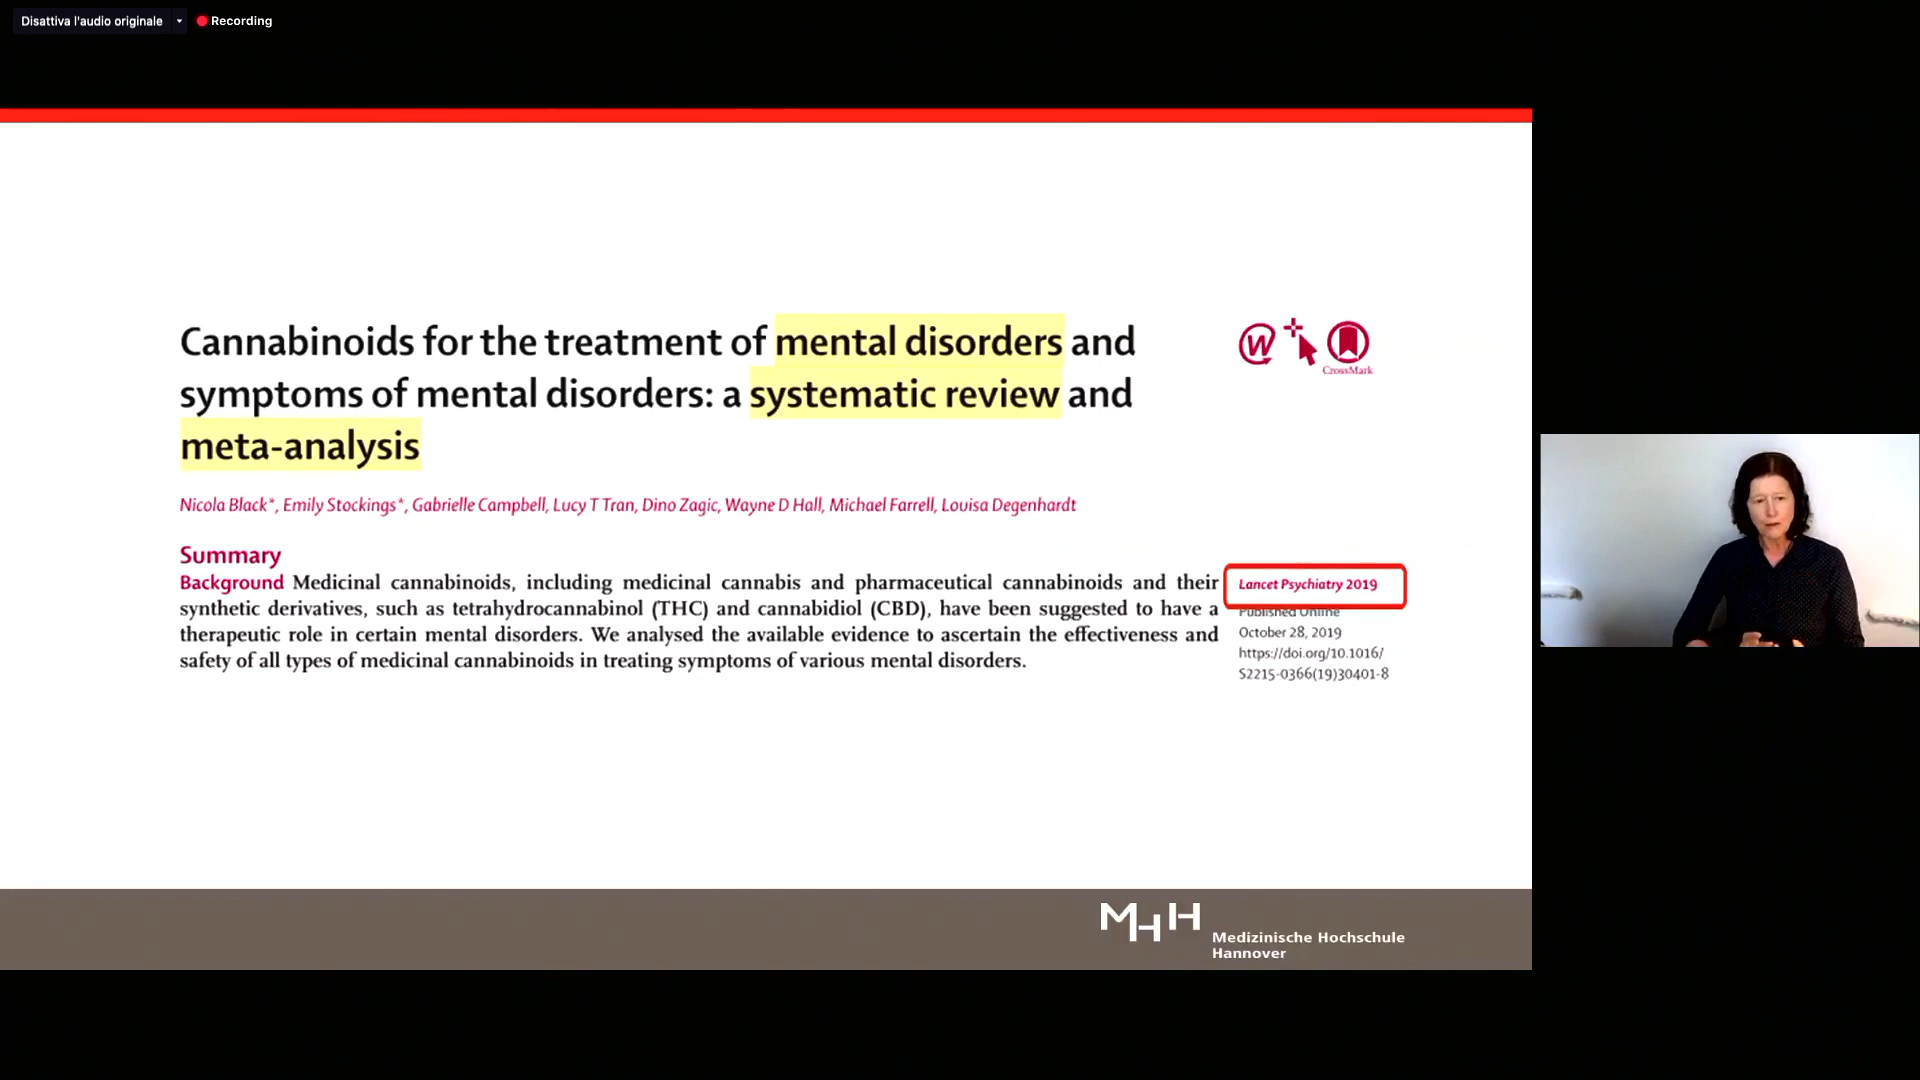 Disattiva l'audio originale
Recording
Cannabinoids for the treatment of mental disorders and
symptoms of mental disorders: a systematic review and
meta-analysis
CrossMark
Nicola Black*, Emily Stockings*, Gabrielle Campbell, Lucy T Tran, Dino Zagic, Wayne D Hall, Michael Farrell, Louisa Degenhardt
Summary
Background Medicinal cannabinoids, including medicinal cannabis and pharmaceutical cannabinoids and their
synthetic derivatives, such as tetrahydrocannabinol (THC) and cannabidiol (CBD), have been suggested to have a
therapeutic role in certain mental disorders. We analysed the available evidence to ascertain the effectiveness and
safety of all types of medicinal cannabinoids in treating symptoms of various mental disorders.
Lancet Psychiatry 2019
Published Online
October 28, 2019
https://doi.org/10.1016/
S2215-0366(19)30401-8
MHH
Medizinische Hochschule
Hannover